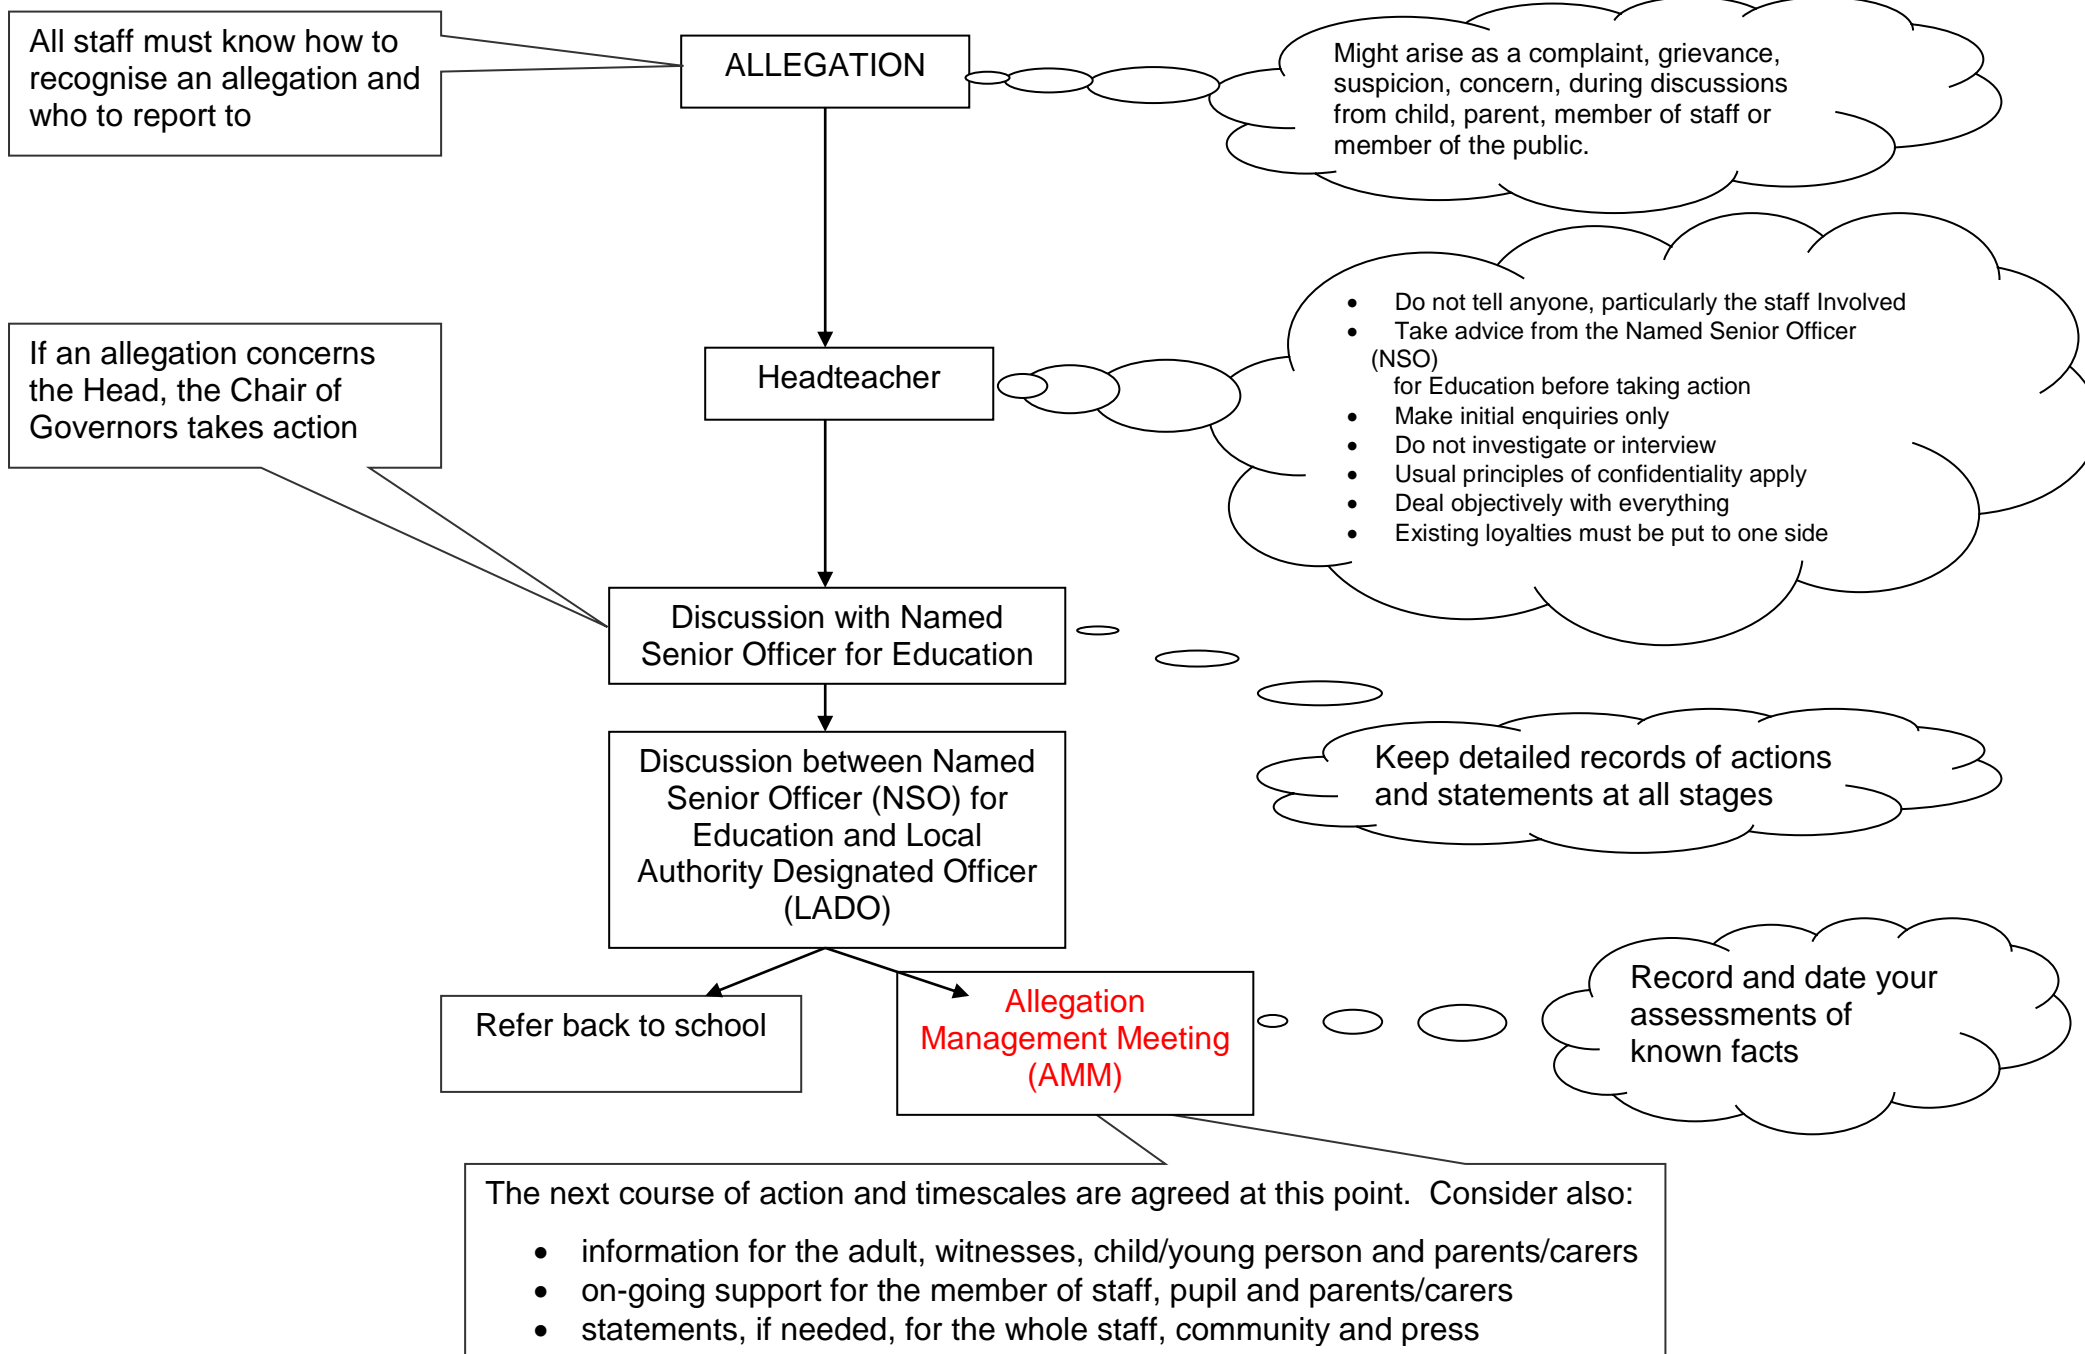 All staff must know how to
recognise an allegation and
who to report to
ALLEGATION
Might arise as a complaint, grievance,
suspicion, concern, during discussions
from child, parent, member of staff or
member of the public.
If an allegation concerns
the Head, the Chair of
Governors takes action
Headteacher
• Do not tell anyone, particularly the staff Involved
• Take advice from the Named Senior Officer
(NSO)
for Education before taking action
• Make initial enquiries only
• Do not investigate or interview
• Usual principles of confidentiality apply
• Deal objectively with everything
• Existing loyalties must be put to one side
Discussion with Named
Senior Officer for Education
Discussion between Named
Senior Officer (NSO) for
Education and Local
Authority Designated Officer
(LADO)
Keep detailed records of actions
and statements at all stages
Refer back to school
Allegation
Management Meeting
(AMM)
Record and date your
assessments of
known facts
The next course of action and timescales are agreed at this point.  Consider also:
• information for the adult, witnesses, child/young person and parents/carers
• on-going support for the member of staff, pupil and parents/carers
• statements, if needed, for the whole staff, community and press